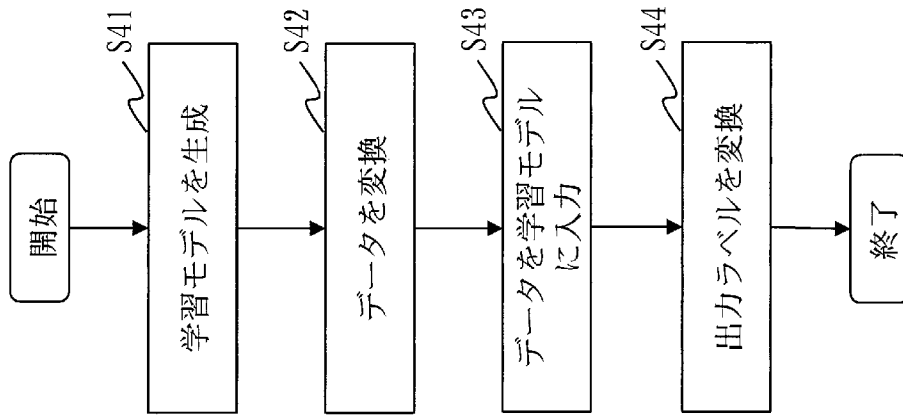 開始
S41
学習モデルを生成
S42
データを変換
S43
データを学習モデル
に入力
S44
出力ラベルを変換
終了